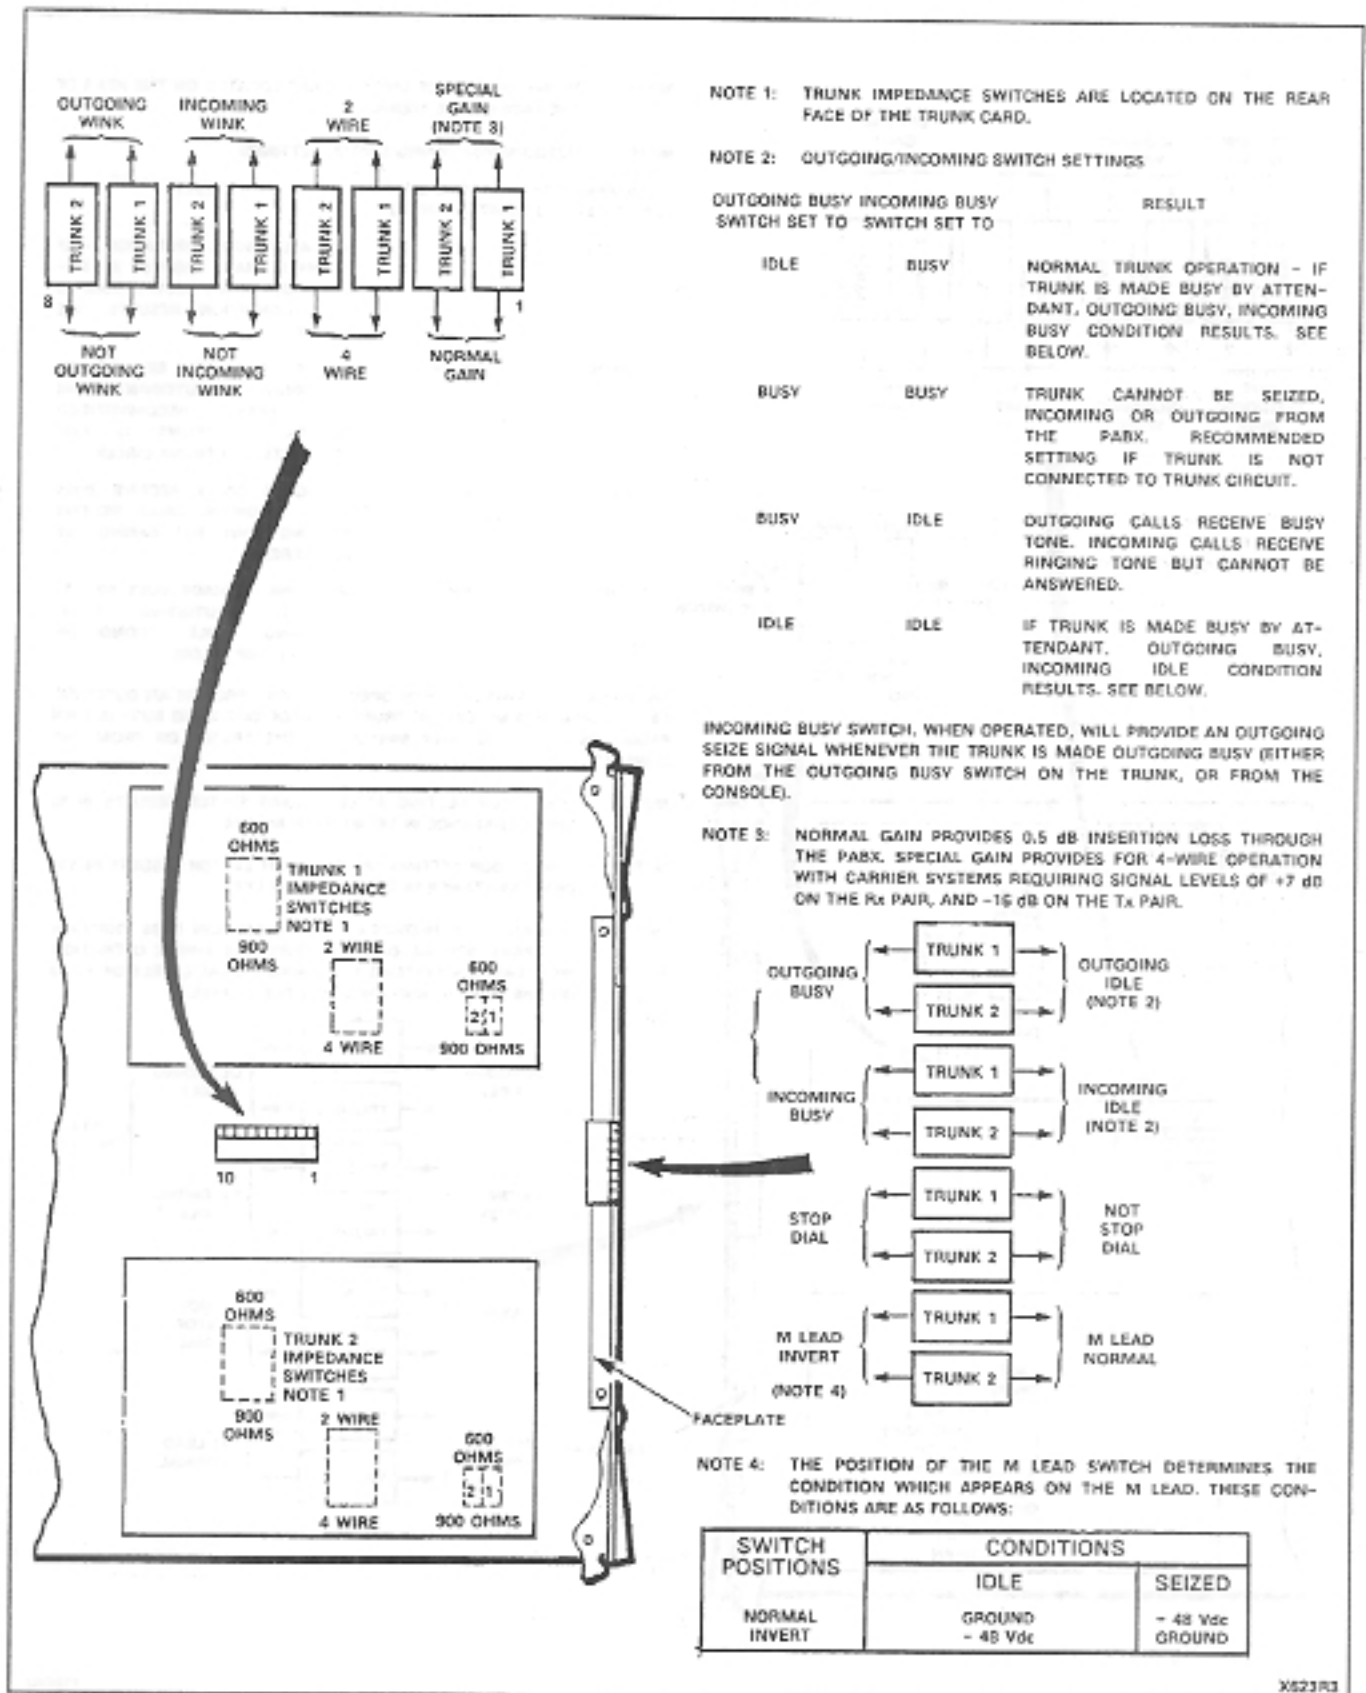 OUTGOING WINK
INCOMING WINK
2 WIRE
SPECIAL GAIN (NOTE 3)
TRUNK 2
TRUNK 1
TRUNK 2
TRUNK 1
TRUNK 2
TRUNK 1
TRUNK 2
TRUNK 1
8
1
NOT OUTGOING WINK
NOT INCOMING WINK
4 WIRE
NORMAL GAIN
NOTE 1: TRUNK IMPEDANCE SWITCHES ARE LOCATED ON THE REAR
FACE OF THE TRUNK CARD.
NOTE 2: OUTGOING/INCOMING SWITCH SETTINGS
OUTGOING BUSY INCOMING BUSY RESULT
SWITCH SET TO SWITCH SET TO
IDLE BUSY NORMAL TRUNK OPERATION - IF
TRUNK IS MADE BUSY BY ATTEN-
DANT, OUTGOING BUSY, INCOMING
BUSY CONDITION RESULTS. SEE
BELOW.
BUSY BUSY TRUNK CANNOT BE SEIZED,
INCOMING OR OUTGOING FROM
THE PABX. RECOMMENDED
SETTING IF TRUNK IS NOT
CONNECTED TO TRUNK CIRCUIT.
BUSY IDLE OUTGOING CALLS RECEIVE BUSY
TONE. INCOMING CALLS RECEIVE
RINGING TONE BUT CANNOT BE
ANSWERED.
IDLE IDLE IF TRUNK IS MADE BUSY BY AT-
TENDANT, OUTGOING BUSY,
INCOMING IDLE CONDITION
RESULTS. SEE BELOW.
INCOMING BUSY SWITCH, WHEN OPERATED, WILL PROVIDE AN OUTGOING
SEIZE SIGNAL WHENEVER THE TRUNK IS MADE OUTGOING BUSY (EITHER
FROM THE OUTGOING BUSY SWITCH ON THE TRUNK, OR FROM THE
CONSOLE).
NOTE 3: NORMAL GAIN PROVIDES 0.5 dB INSERTION LOSS THROUGH
THE PABX. SPECIAL GAIN PROVIDES FOR 4-WIRE OPERATION
WITH CARRIER SYSTEMS REQUIRING SIGNAL LEVELS OF +7 dB
ON THE Rx PAIR, AND -16 dB ON THE Tx PAIR.
600 OHMS
TRUNK 1
IMPEDANCE
SWITCHES
NOTE 1
900 OHMS
2 WIRE
4 WIRE
600 OHMS
2 1
900 OHMS
10 1
600 OHMS
TRUNK 2
IMPEDANCE
SWITCHES
NOTE 1
900 OHMS
2 WIRE
4 WIRE
600 OHMS
2 1
900 OHMS
FACEPLATE
OUTGOING BUSY
TRUNK 1
TRUNK 2
OUTGOING IDLE (NOTE 2)
INCOMING BUSY
TRUNK 1
TRUNK 2
INCOMING IDLE (NOTE 2)
STOP DIAL
TRUNK 1
TRUNK 2
NOT STOP DIAL
M LEAD INVERT (NOTE 4)
TRUNK 1
TRUNK 2
M LEAD NORMAL
NOTE 4: THE POSITION OF THE M LEAD SWITCH DETERMINES THE
CONDITION WHICH APPEARS ON THE M LEAD. THESE CON-
DITIONS ARE AS FOLLOWS:
SWITCH POSITIONS CONDITIONS
IDLE SEIZED
NORMAL GROUND - 48 Vdc
INVERT - 48 Vdc GROUND
X623R3